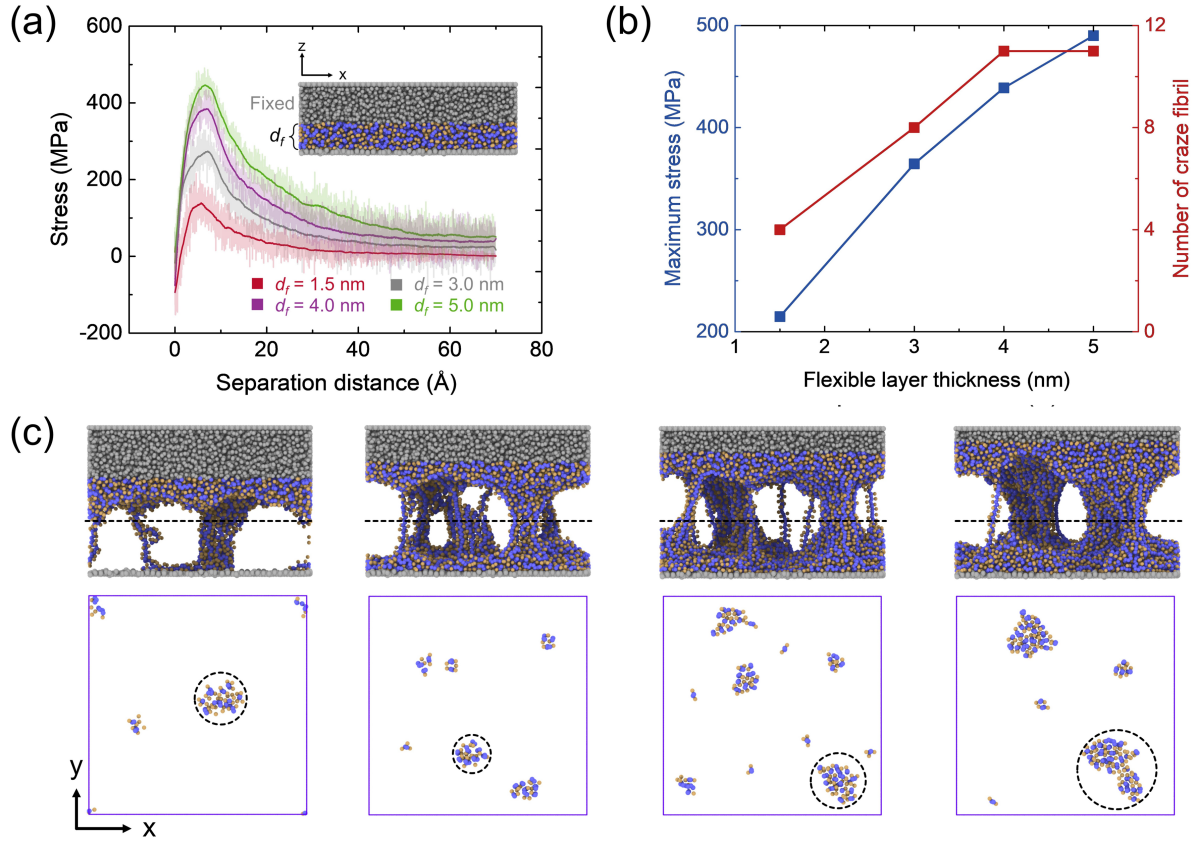 (a)
600
400
200
0
-200
Stress (MPa)
z
x
Fixed
d_f
d_f = 1.5 nm
d_f = 3.0 nm
d_f = 4.0 nm
d_f = 5.0 nm
0 20 40 60 80
Separation distance (Å)
(b)
500
400
300
200
Maximum stress (MPa)
12
8
4
0
Number of craze fibril
1 2 3 4 5
Flexible layer thickness (nm)
(c)
y
x